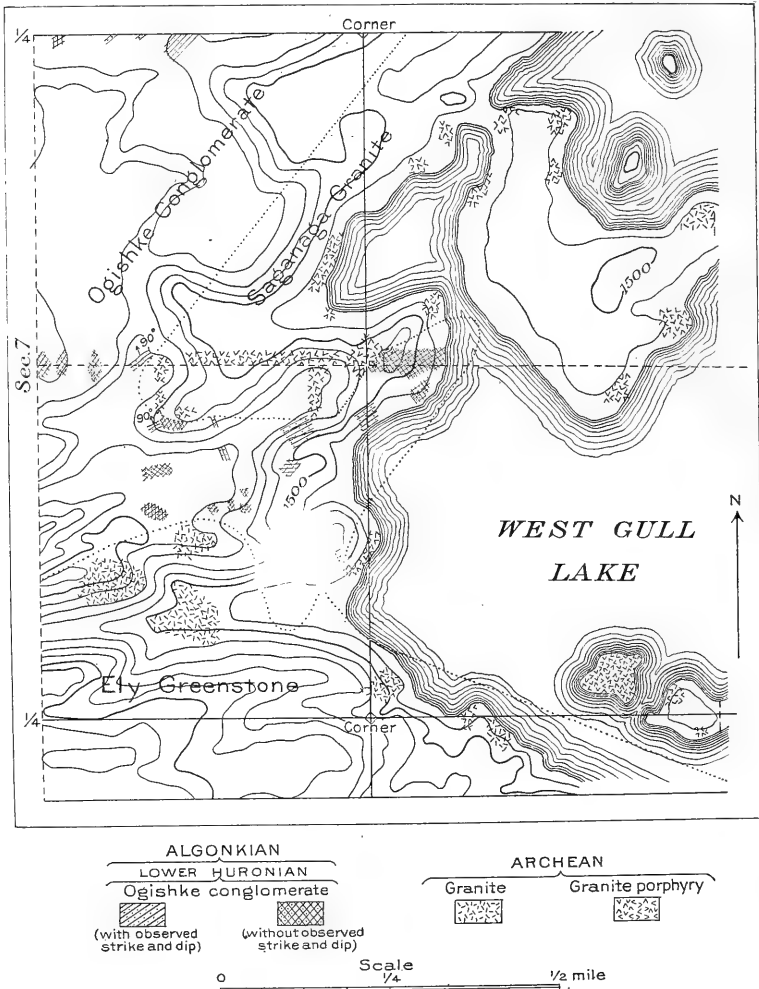 Corner
1/4
Ogishke Conglomerate
Saganaga Granite
1500
90°
Sec. 7
90°
1500
N
WEST GULL
LAKE
Ely Greenstone
1/4
Corner
ALGONKIAN
LOWER HURONIAN
Ogishke conglomerate
(with observed
strike and dip)
(without observed
strike and dip)
ARCHEAN
Granite
Granite porphyry
Scale
0 1/4 1/2 mile